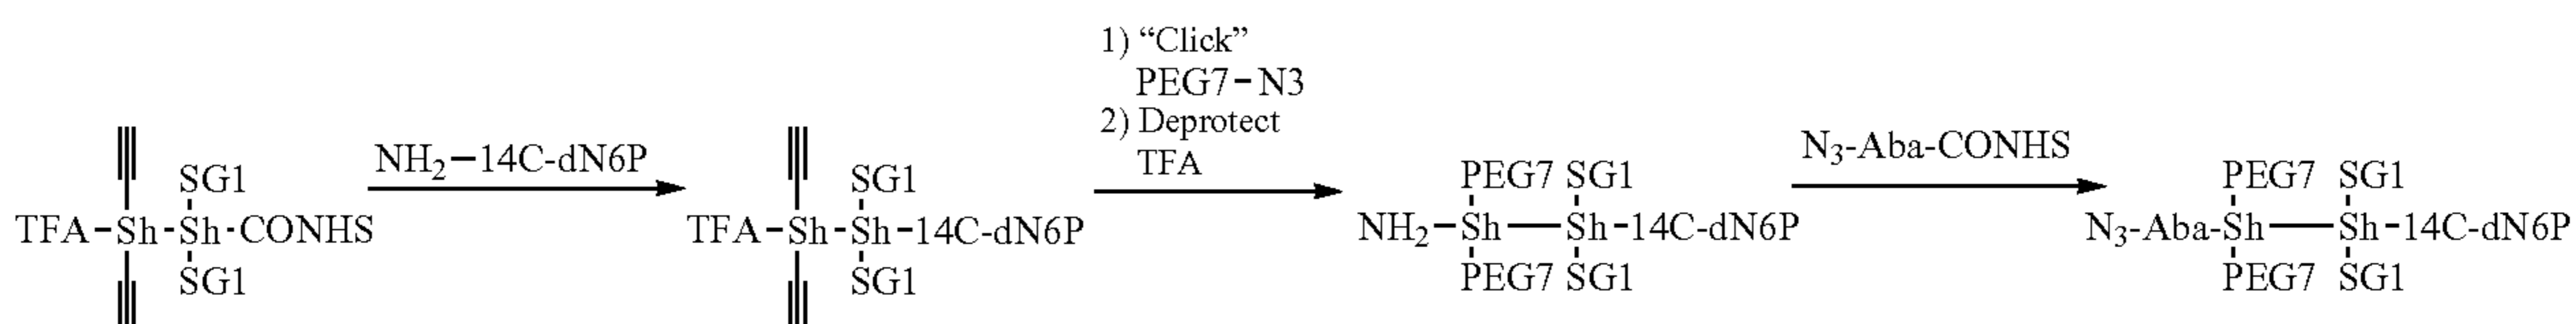 SG1
TFA-Sh-Sh-CONHS
SG1
NH₂-14C-dN6P
SG1
TFA-Sh-Sh-14C-dN6P
SG1
1) “Click”
PEG7-N3
2) Deprotect
TFA
PEG7 SG1
NH₂-Sh-Sh-14C-dN6P
PEG7 SG1
N₃-Aba-CONHS
PEG7 SG1
N₃-Aba-Sh-Sh-14C-dN6P
PEG7 SG1